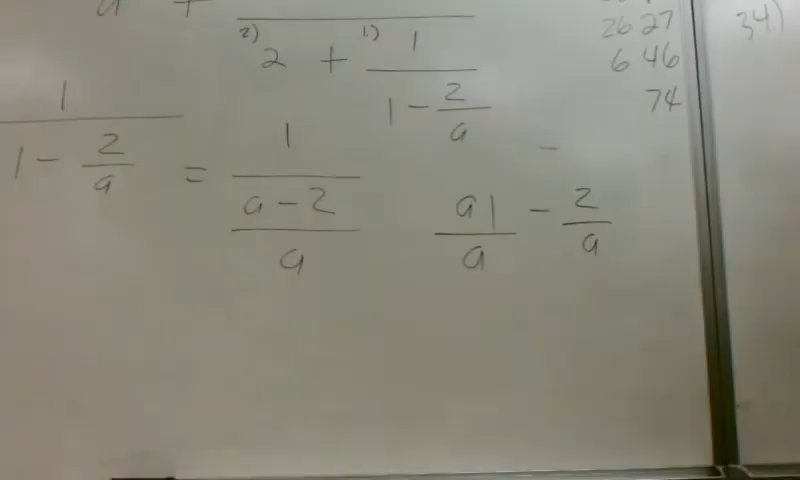 a +
2) 2 + 1) 1
1 - 2
a
1
1 - 2
a
=
1
a - 2
a
a1
a
- 2
a
26 27
6 46
74
34.)